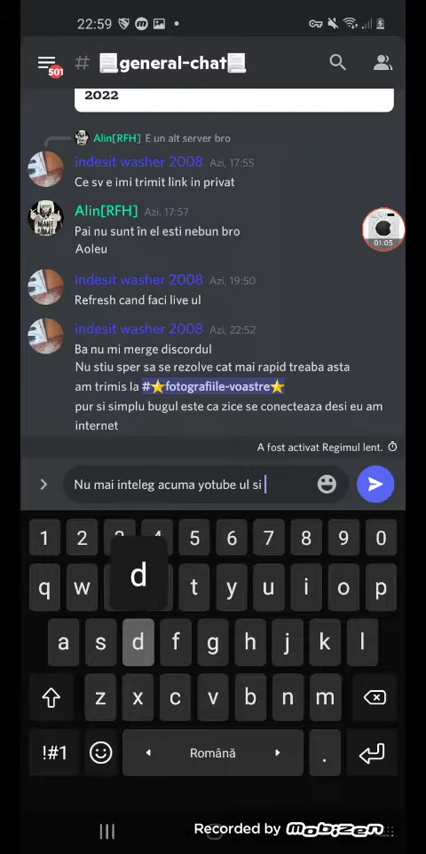 22:59
501
# 📃general-chat📃
2022
Alin[RFH] E un alt server bro
indesit washer 2008 Azi, 17:55
Ce sv e imi trimit link in privat
Alin[RFH] Azi, 17:57
Pai nu sunt în el esti nebun bro
Aoleu
indesit washer 2008 Azi, 19:50
Refresh cand faci live ul
indesit washer 2008 Azi, 22:52
Ba nu mi merge discordul
Nu stiu sper sa se rezolve cat mai rapid treaba asta
am trimis la #⭐fotografiile-voastre⭐
pur si simplu bugul este ca zice se conecteaza desi eu am
internet
01:05
A fost activat Regimul lent.
Nu mai inteleg acuma yotube ul si
1 2 3 4 5 6 7 8 9 0
d
q w t y u i o p
a s d f g h j k l
z x c v b n m
!#1 Română .
Recorded by mobizen